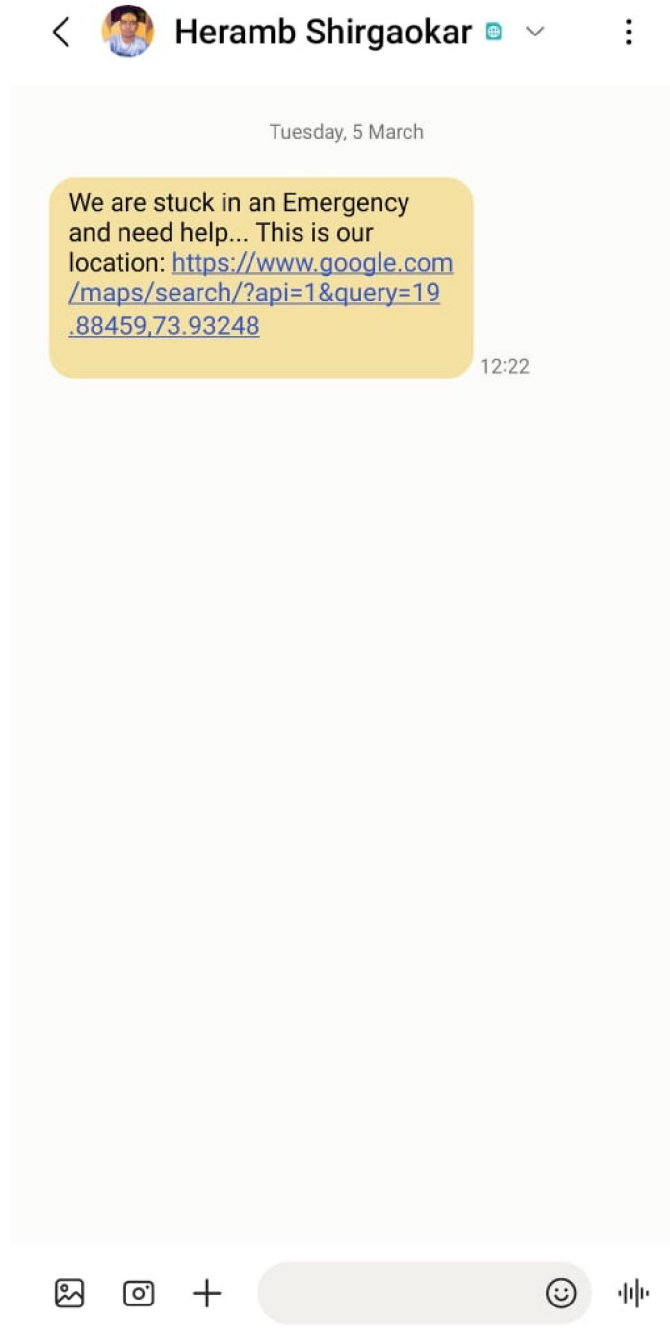 Heramb Shirgaokar
Tuesday, 5 March
We are stuck in an Emergency
and need help... This is our
location: https://www.google.com
/maps/search/?api=1&query=19
.88459,73.93248
12:22